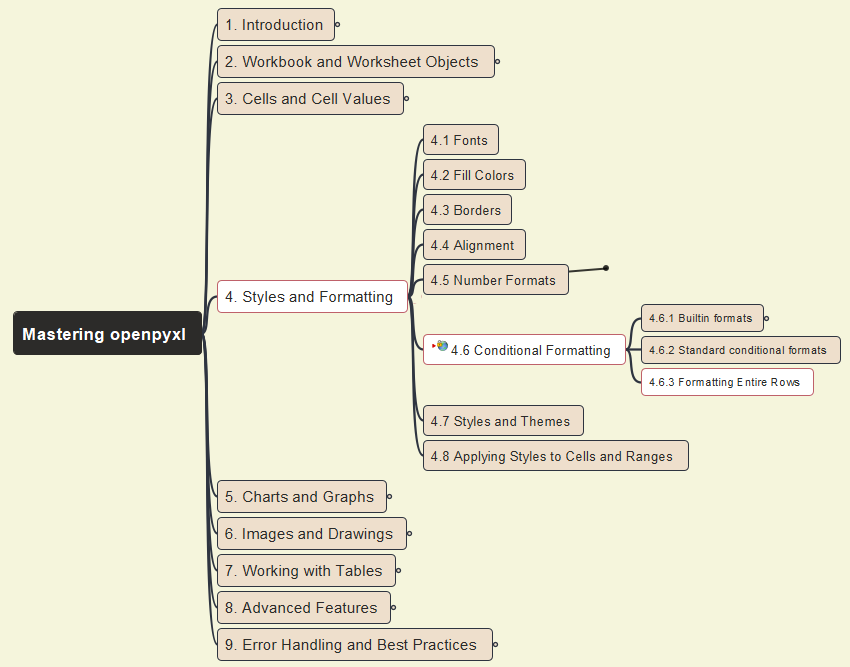 Mastering openpyxl
1. Introduction
2. Workbook and Worksheet Objects
3. Cells and Cell Values
4. Styles and Formatting
4.1 Fonts
4.2 Fill Colors
4.3 Borders
4.4 Alignment
4.5 Number Formats
4.6 Conditional Formatting
4.6.1 Builtin formats
4.6.2 Standard conditional formats
4.6.3 Formatting Entire Rows
4.7 Styles and Themes
4.8 Applying Styles to Cells and Ranges
5. Charts and Graphs
6. Images and Drawings
7. Working with Tables
8. Advanced Features
9. Error Handling and Best Practices